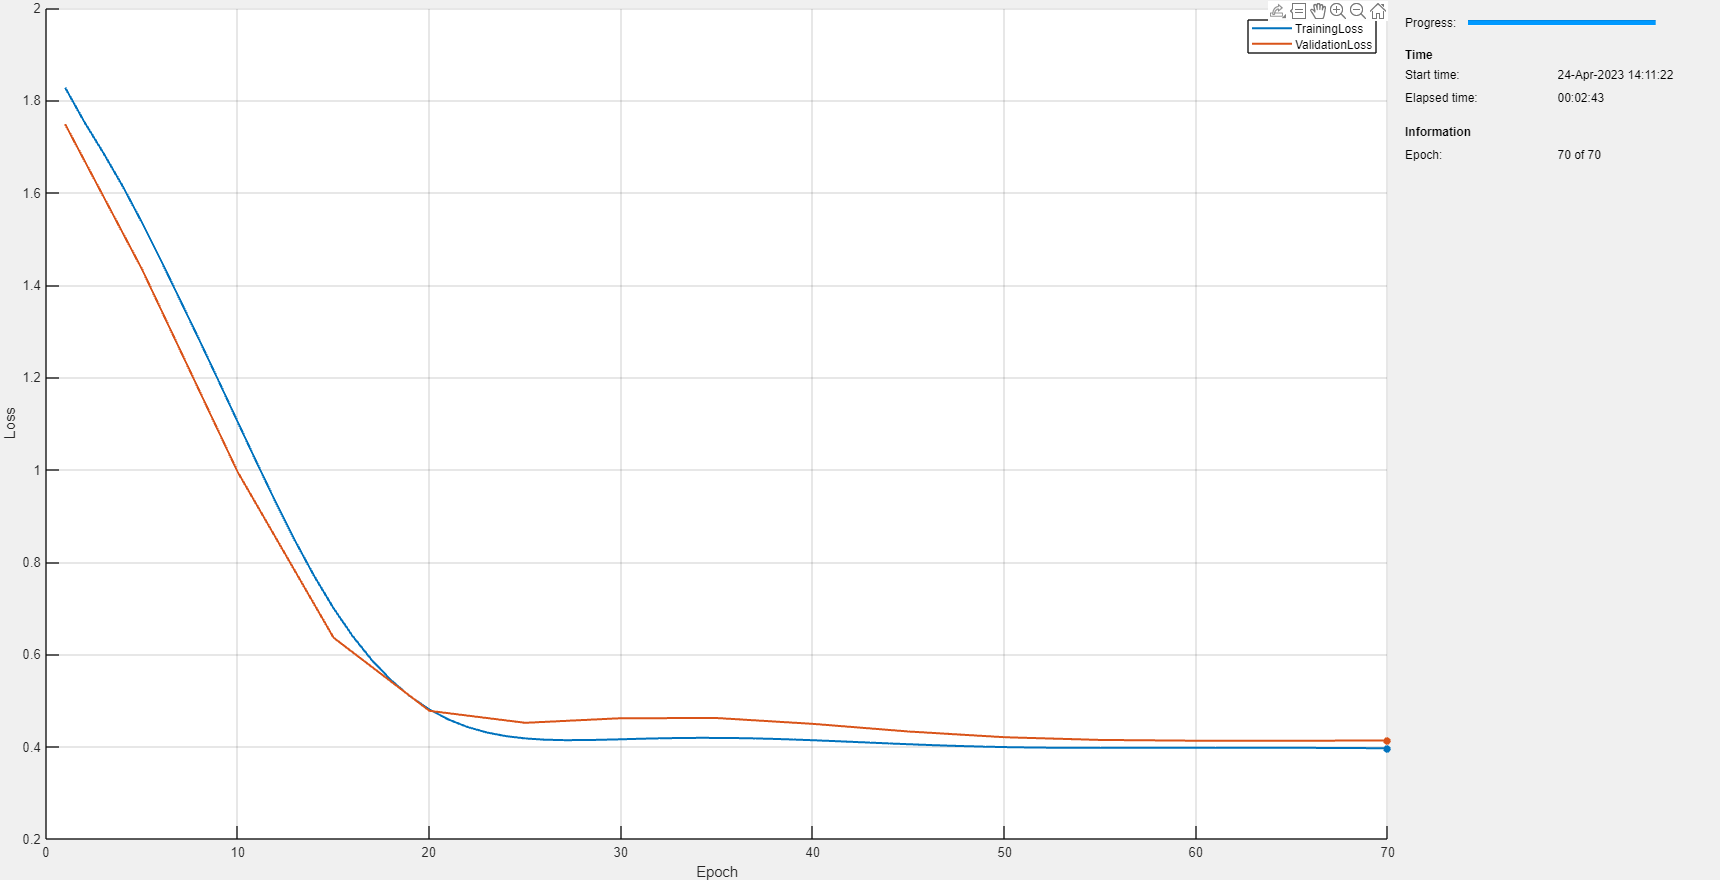 2
1.8
1.6
1.4
1.2
1
0.8
0.6
0.4
0.2
Loss
0 10 20 30 40 50 60 70
Epoch
TrainingLoss
ValidationLoss
Progress:
Time
Start time: 24-Apr-2023 14:11:22
Elapsed time: 00:02:43
Information
Epoch: 70 of 70